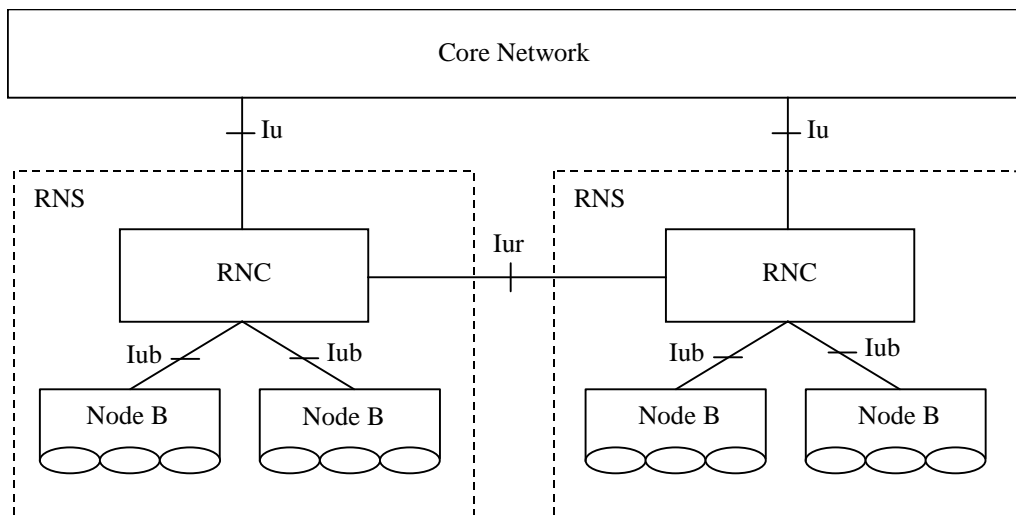 Core Network
Iu
Iu
RNS
RNS
Iur
RNC
RNC
Iub
Iub
Iub
Iub
Node B
Node B
Node B
Node B